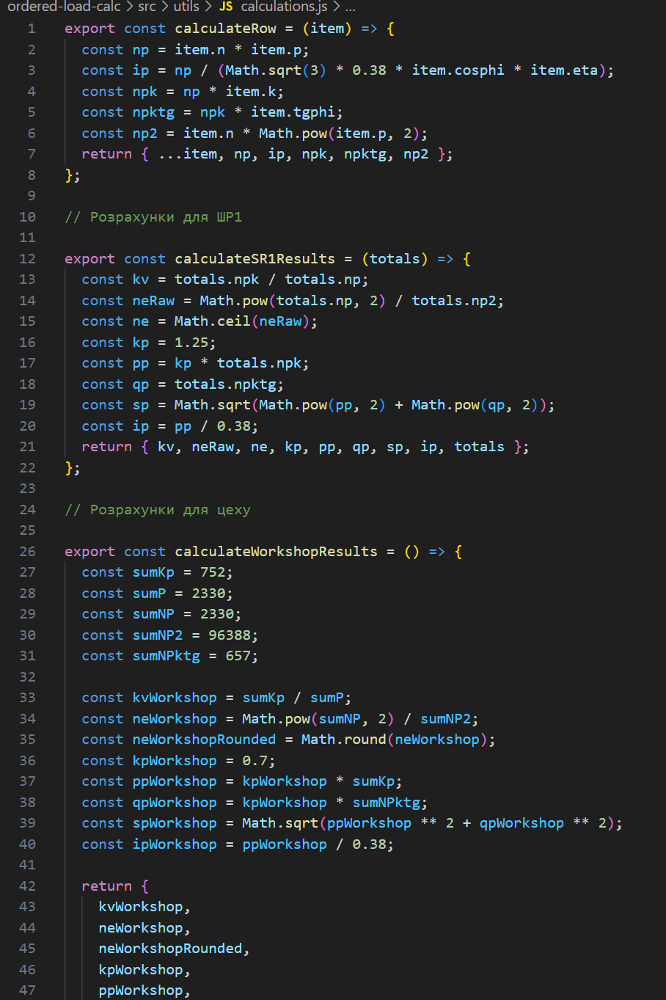 ordered-load-calc > src > utils > JS calculations.js > ...
1 export const calculateRow = (item) => {
2   const np = item.n * item.p;
3   const ip = np / (Math.sqrt(3) * 0.38 * item.cosphi * item.eta);
4   const npk = np * item.k;
5   const npktg = npk * item.tgphi;
6   const np2 = item.n * Math.pow(item.p, 2);
7   return { ...item, np, ip, npk, npktg, np2 };
8 };
9
10 // Розрахунки для ШР1
11
12 export const calculateSR1Results = (totals) => {
13   const kv = totals.npk / totals.np;
14   const neRaw = Math.pow(totals.np, 2) / totals.np2;
15   const ne = Math.ceil(neRaw);
16   const kp = 1.25;
17   const pp = kp * totals.npk;
18   const qp = totals.npktg;
19   const sp = Math.sqrt(Math.pow(pp, 2) + Math.pow(qp, 2));
20   const ip = pp / 0.38;
21   return { kv, neRaw, ne, kp, pp, qp, sp, ip, totals };
22 };
23
24 // Розрахунки для цеху
25
26 export const calculateWorkshopResults = () => {
27   const sumKp = 752;
28   const sumP = 2330;
29   const sumNP = 2330;
30   const sumNP2 = 96388;
31   const sumNPktg = 657;
32
33   const kvWorkshop = sumKp / sumP;
34   const neWorkshop = Math.pow(sumNP, 2) / sumNP2;
35   const neWorkshopRounded = Math.round(neWorkshop);
36   const kpWorkshop = 0.7;
37   const ppWorkshop = kpWorkshop * sumKp;
38   const qpWorkshop = kpWorkshop * sumNPktg;
39   const spWorkshop = Math.sqrt(ppWorkshop ** 2 + qpWorkshop ** 2);
40   const ipWorkshop = ppWorkshop / 0.38;
41
42   return {
43     kvWorkshop,
44     neWorkshop,
45     neWorkshopRounded,
46     kpWorkshop,
47     ppWorkshop,